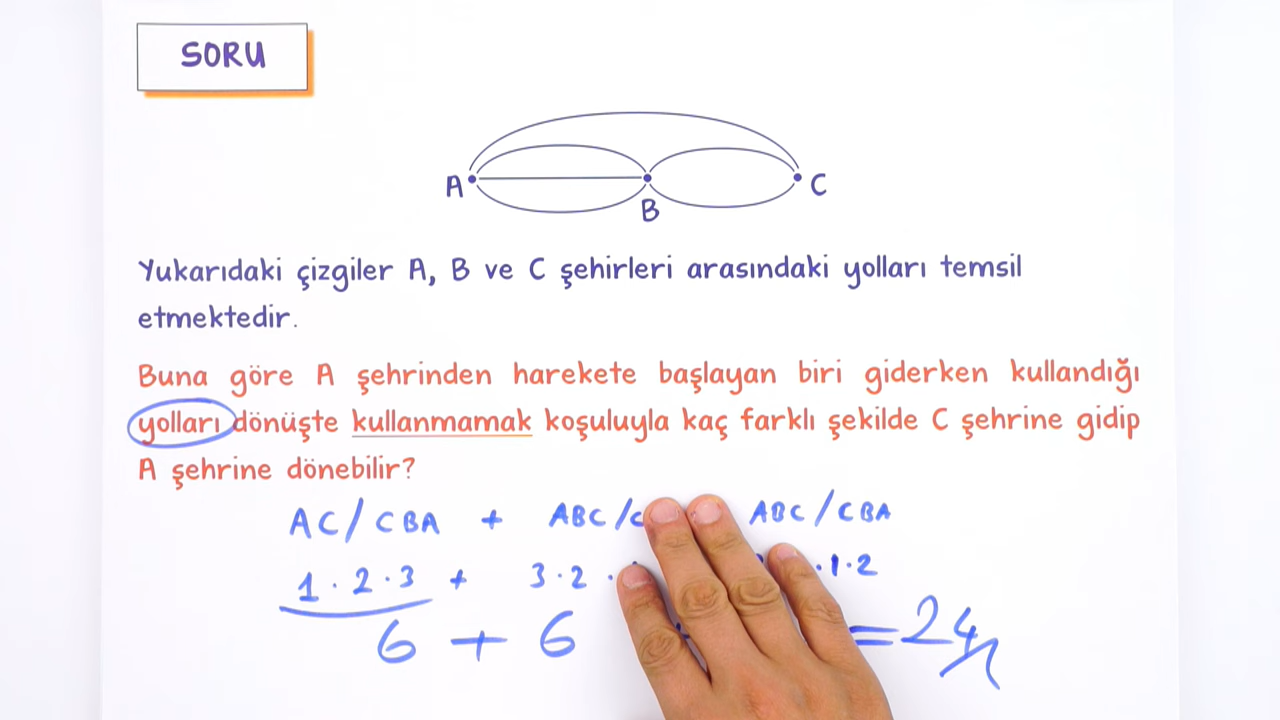 SORU
A
B
C
Yukarıdaki çizgiler A, B ve C şehirleri arasındaki yolları temsil
etmektedir.
Buna göre A şehrinden harekete başlayan biri giderken kullandığı
yolları dönüşte kullanmamak koşuluyla kaç farklı şekilde C şehrine gidip
A şehrine dönebilir?
AC/CBA + ABC/C ABC/CBA
1.2.3 + 3.2. .1.2
6 + 6 =24